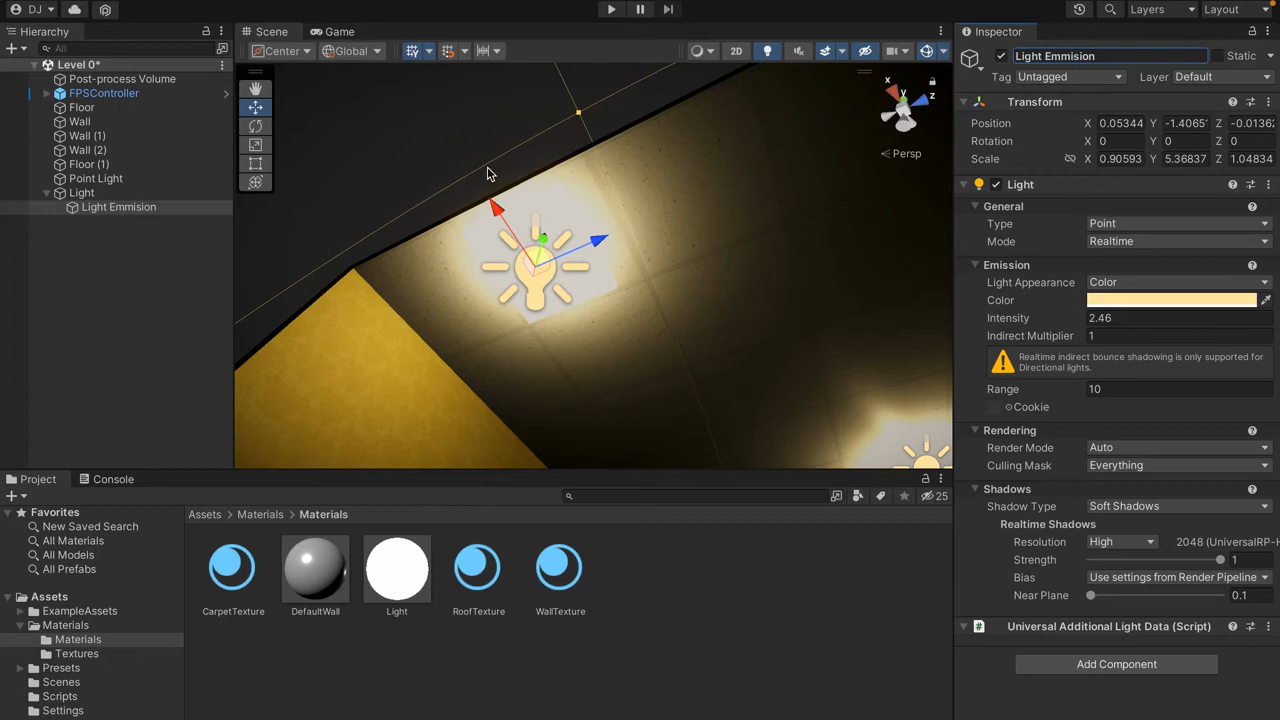 DJ
Layers
Layout
Hierarchy
All
Level 0*
Post-process Volume
FPSController
Floor
Wall
Wall (1)
Wall (2)
Floor (1)
Point Light
Light
Light Emmision
Scene
Game
Center
Global
2D
x
y
z
Persp
Inspector
Light Emmision
Static
Tag Untagged Layer Default
Transform
Position X 0.05344 Y -1.4065 Z -0.01362
Rotation X 0 Y 0 Z 0
Scale X 0.90593 Y 5.36837 Z 1.04834
Light
General
Type Point
Mode Realtime
Emission
Light Appearance Color
Color
Intensity 2.46
Indirect Multiplier 1
Realtime indirect bounce shadowing is only supported for
Directional lights.
Range 10
Cookie
Rendering
Render Mode Auto
Culling Mask Everything
Shadows
Shadow Type Soft Shadows
Realtime Shadows
Resolution High 2048 (UniversalRP-H
Strength 1
Bias Use settings from Render Pipeline
Near Plane 0.1
Universal Additional Light Data (Script)
Add Component
Project
Console
25
Favorites
New Saved Search
All Materials
All Models
All Prefabs
Assets
ExampleAssets
Materials
Materials
Textures
Presets
Scenes
Scripts
Settings
Assets > Materials > Materials
CarpetTexture
DefaultWall
Light
RoofTexture
WallTexture